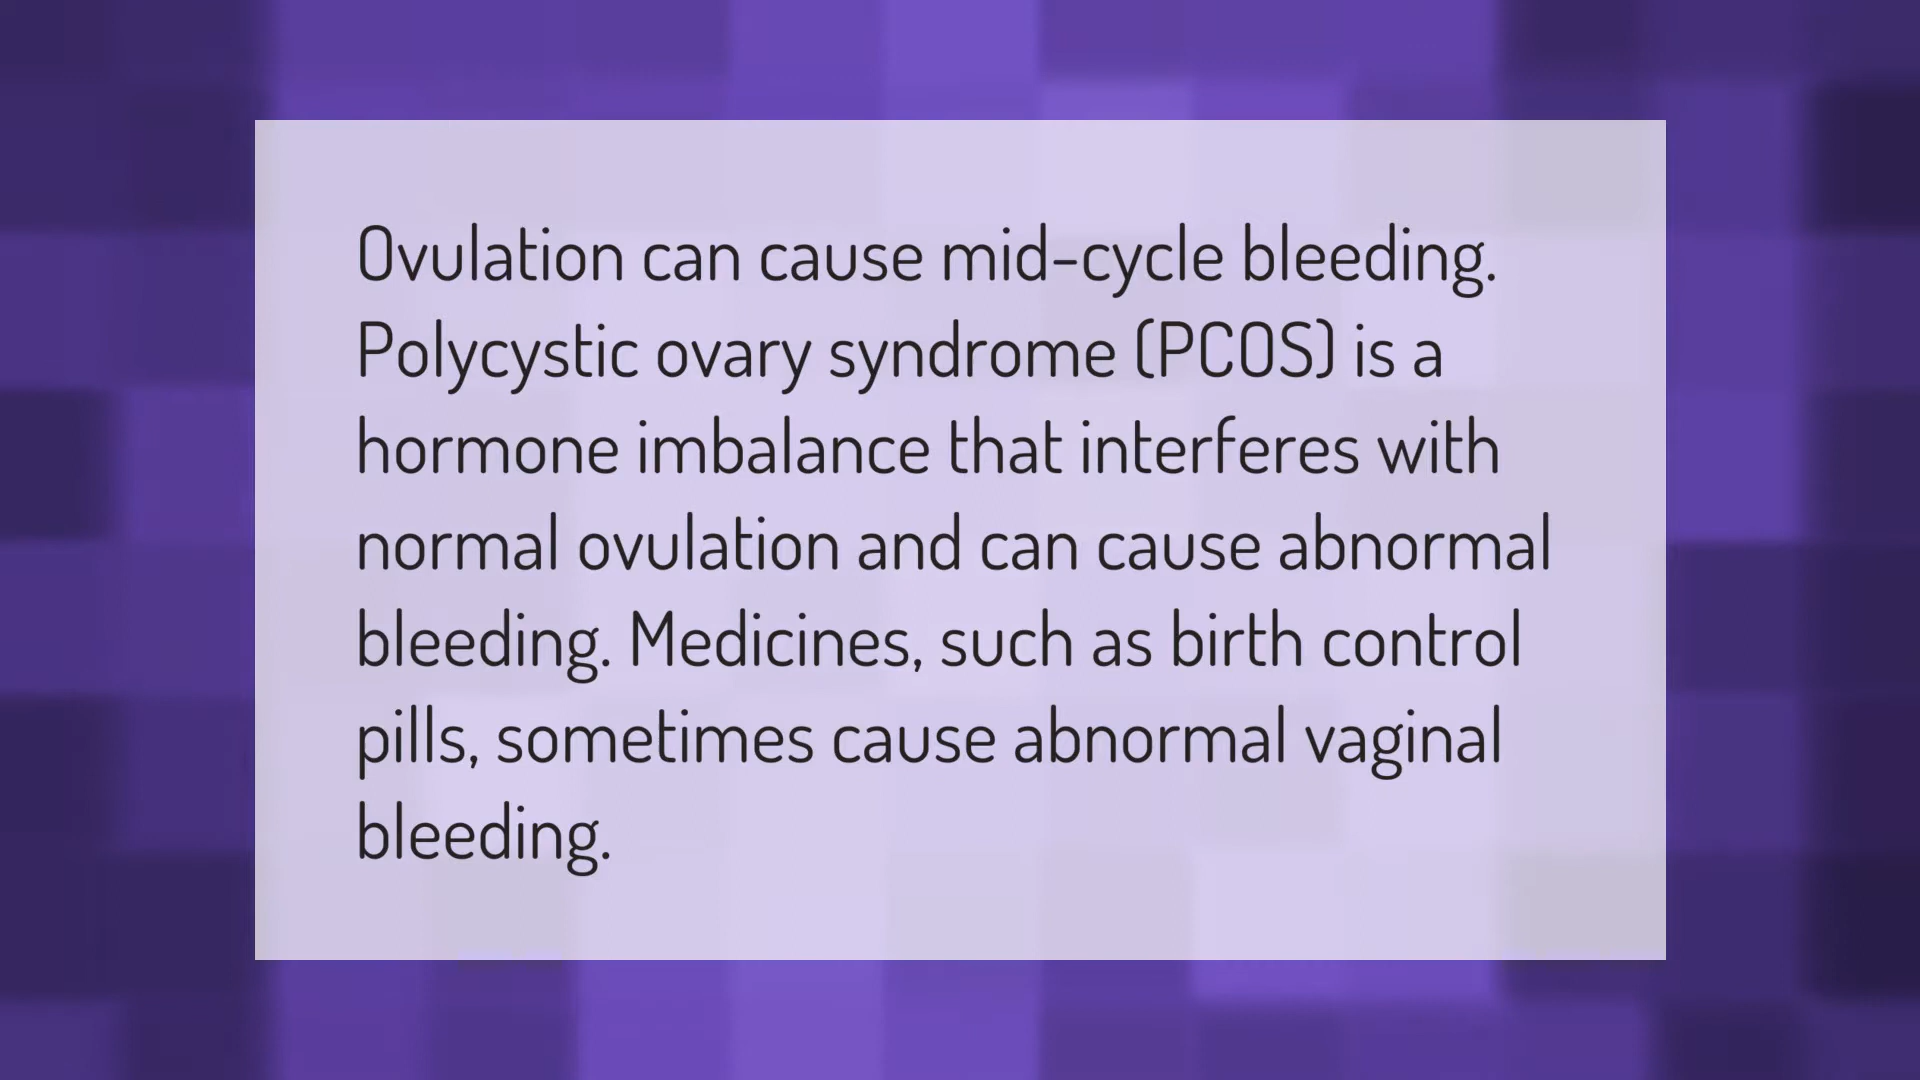 Ovulation can cause mid-cycle bleeding.
Polycystic ovary syndrome (PCOS) is a
hormone imbalance that interferes with
normal ovulation and can cause abnormal
bleeding. Medicines, such as birth control
pills, sometimes cause abnormal vaginal
bleeding.